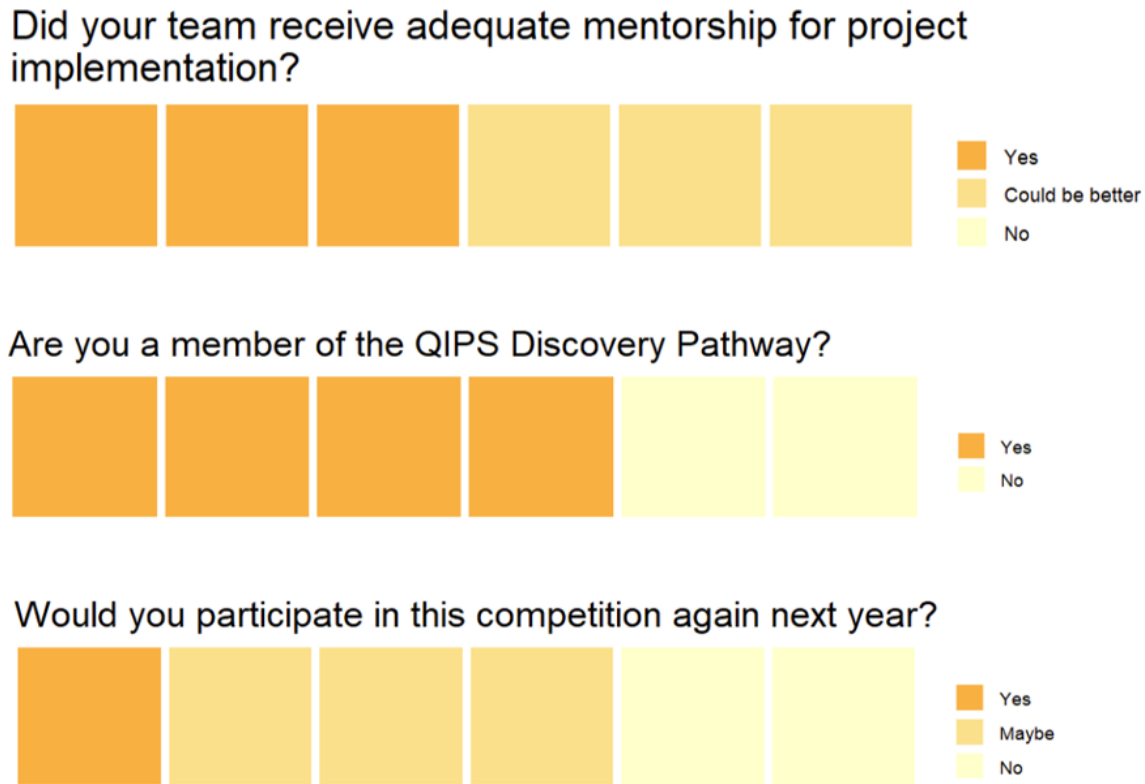 Did your team receive adequate mentorship for project
implementation?
Yes
Could be better
No
Are you a member of the QIPS Discovery Pathway?
Yes
No
Would you participate in this competition again next year?
Yes
Maybe
No